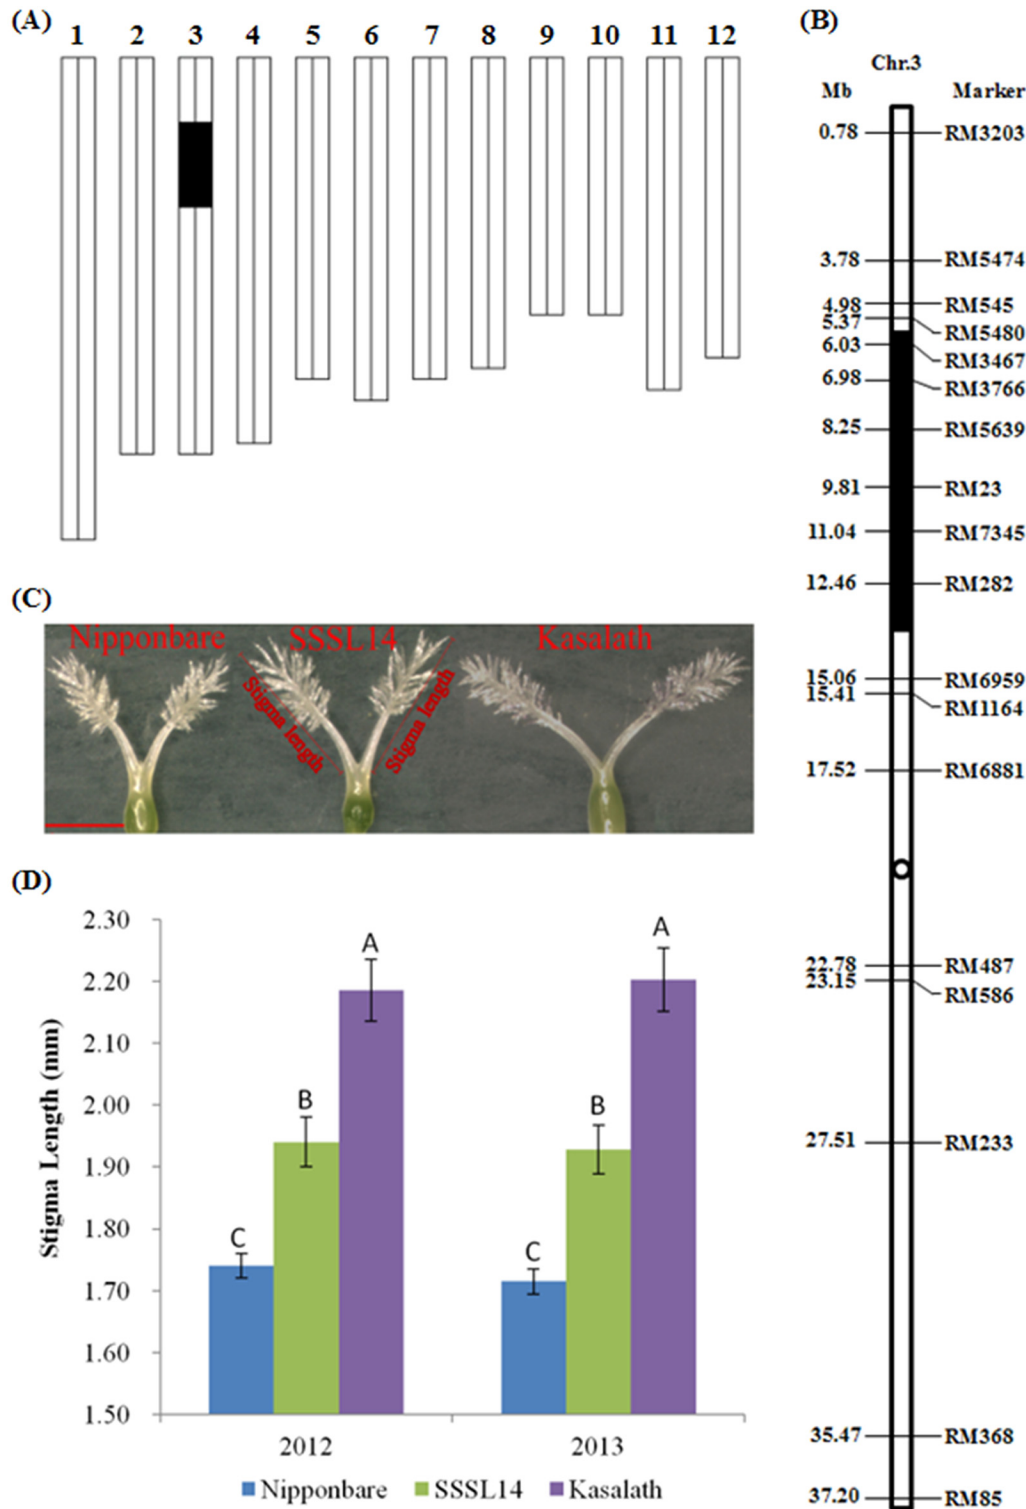 (A)
1 2 3 4 5 6 7 8 9 10 11 12
(B)
Chr.3
Mb Marker
0.78 RM3203
3.78 RM5474
4.98 RM545
5.37 RM5480
6.03 RM3467
6.98 RM3766
8.25 RM5639
9.81 RM23
11.04 RM7345
12.46 RM282
15.06 RM6959
15.41 RM1164
17.52 RM6881
22.78 RM487
23.15 RM586
27.51 RM233
35.47 RM368
37.20 RM85
(C)
Nipponbare SSSL14 Kasalath
Stigma length
Stigma length
(D)
Stigma Length (mm)
2.30
2.20
2.10
2.00
1.90
1.80
1.70
1.60
1.50
C B A
C B A
2012 2013
Nipponbare SSSL14 Kasalath